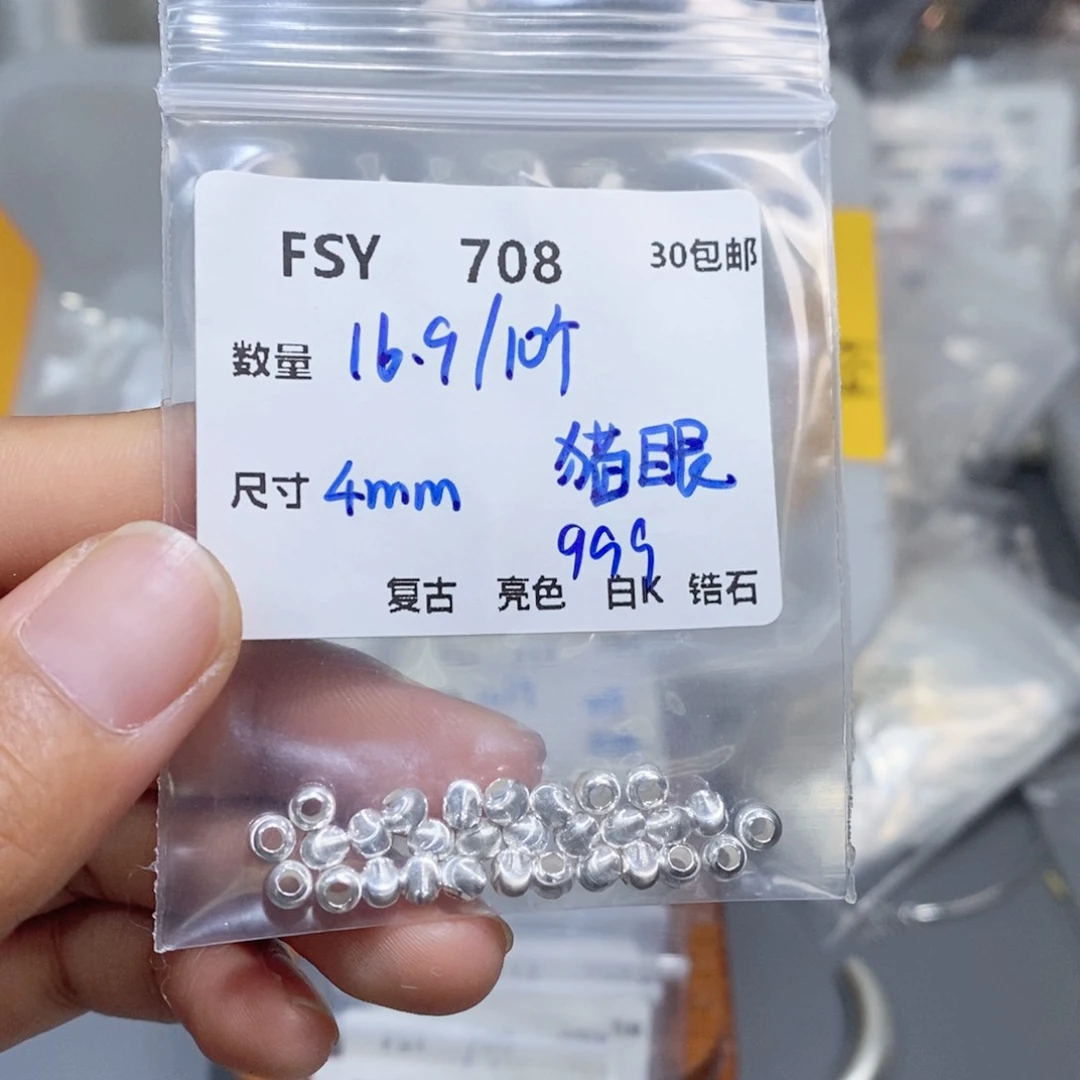 FSY 708 30包邮
数量 16.9/10个
猪眼
尺寸 4mm
999
复古 亮色 白K 锆石